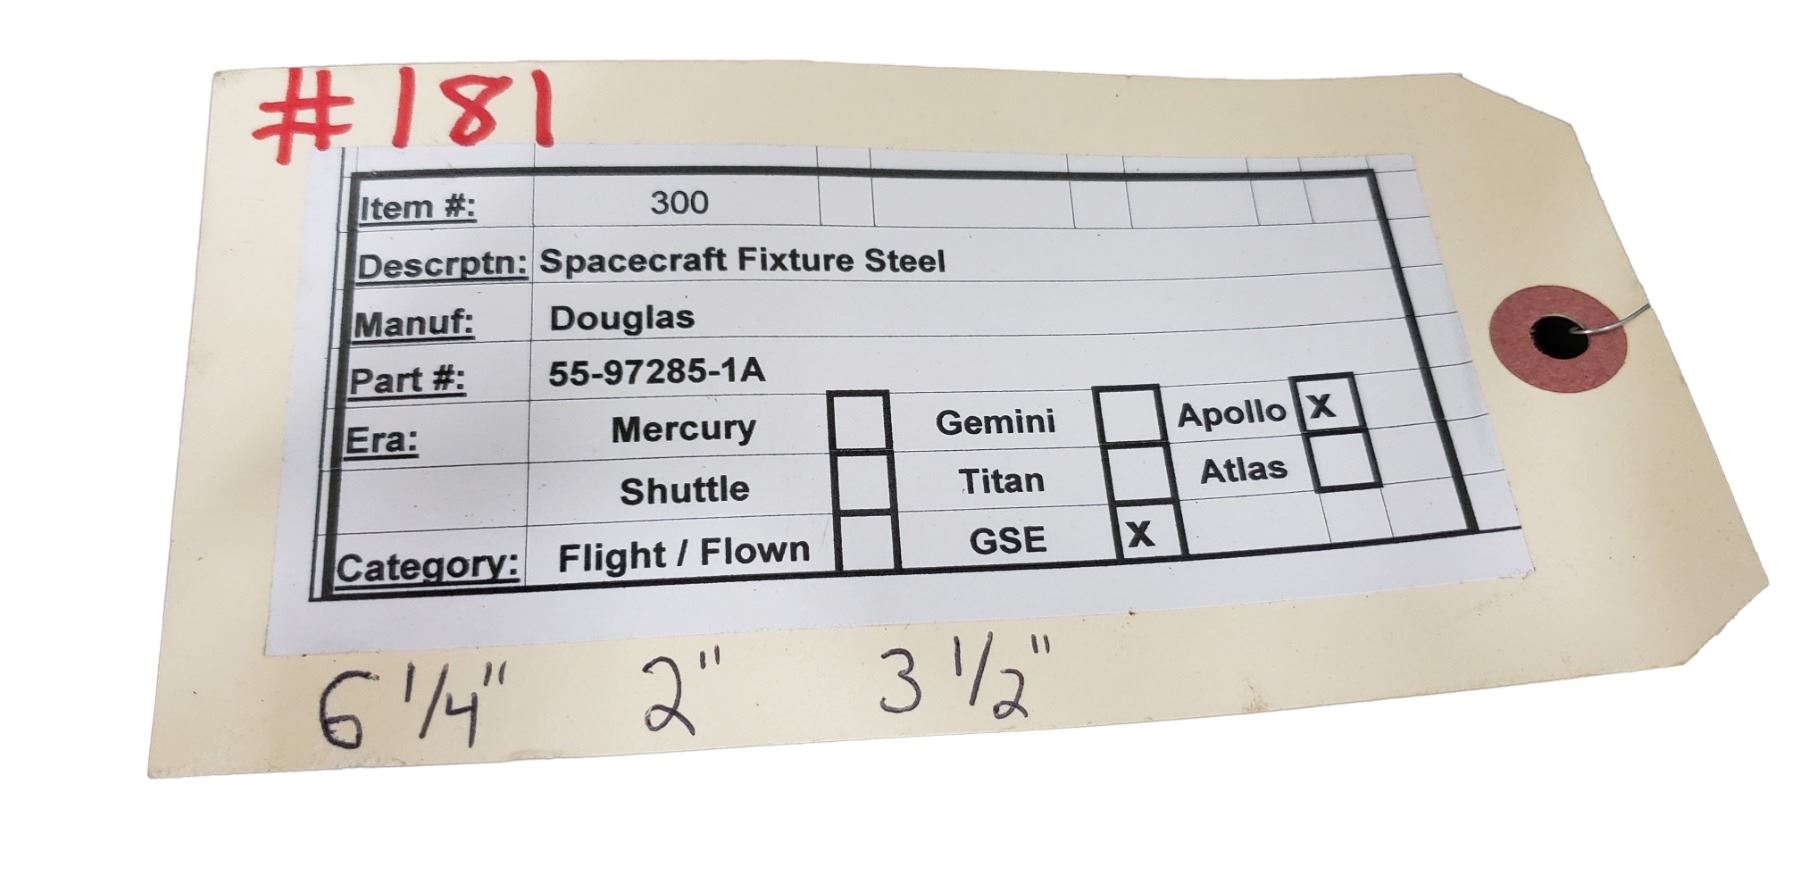 #181
Item #: 300
Descrptn: Spacecraft Fixture Steel
Manuf: Douglas
Part #: 55-97285-1A
Era: Mercury Gemini Apollo X
Shuttle Titan Atlas
Category: Flight / Flown GSE X
6 1/4" 2" 3 1/2"